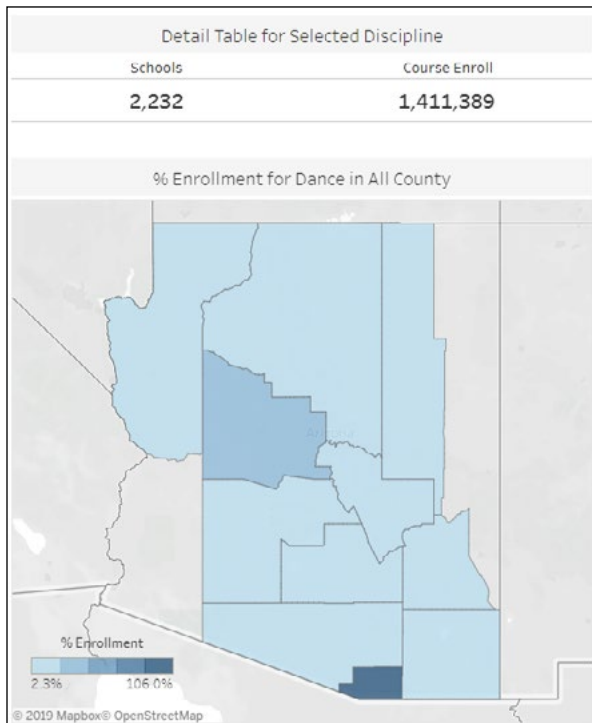 Detail Table for Selected Discipline
Schools Course Enroll
2,232 1,411,389
% Enrollment for Dance in All County
Arizona
% Enrollment
2.3% 106.0%
© 2019 Mapbox © OpenStreetMap